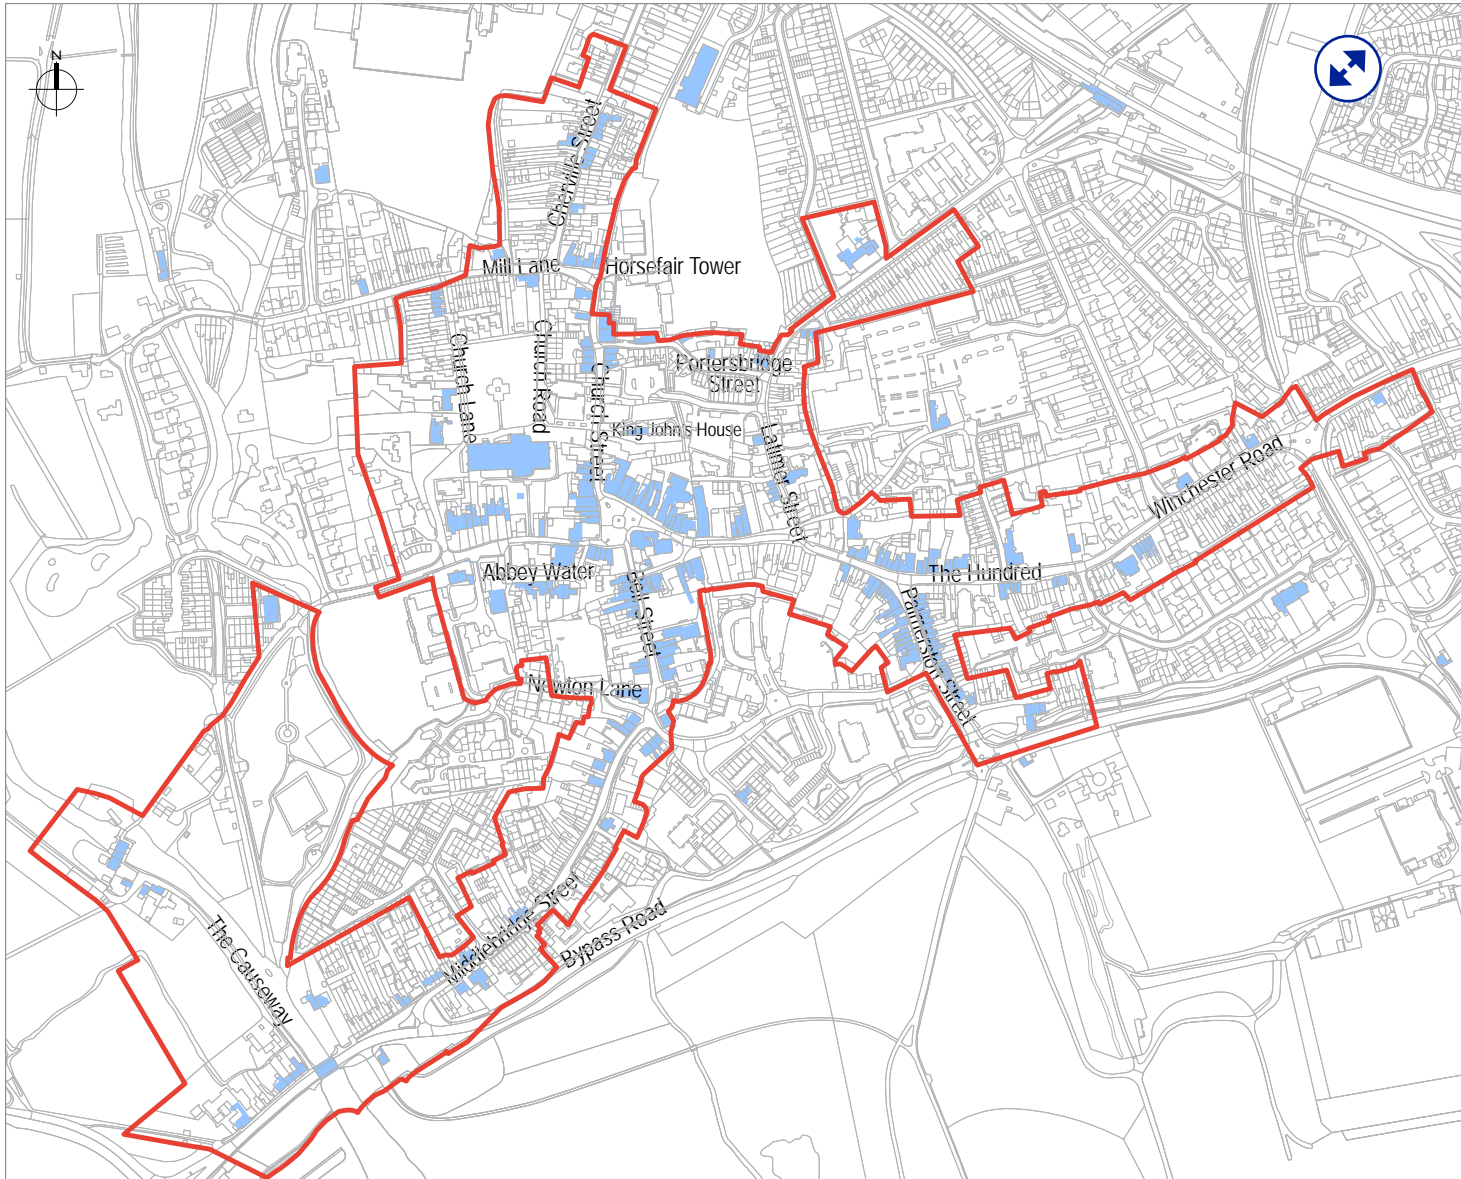 N
Cherville Street
Mill Lane
Horsefair Tower
Church Lane
Church Road
Church Street
Portersbridge
Street
King John's House
Latimer Street
Winchester Road
Abbey Water
Bell Street
The Hundred
Palmerston Street
Newton Lane
The Causeway
Middlebridge Street
Bypass Road